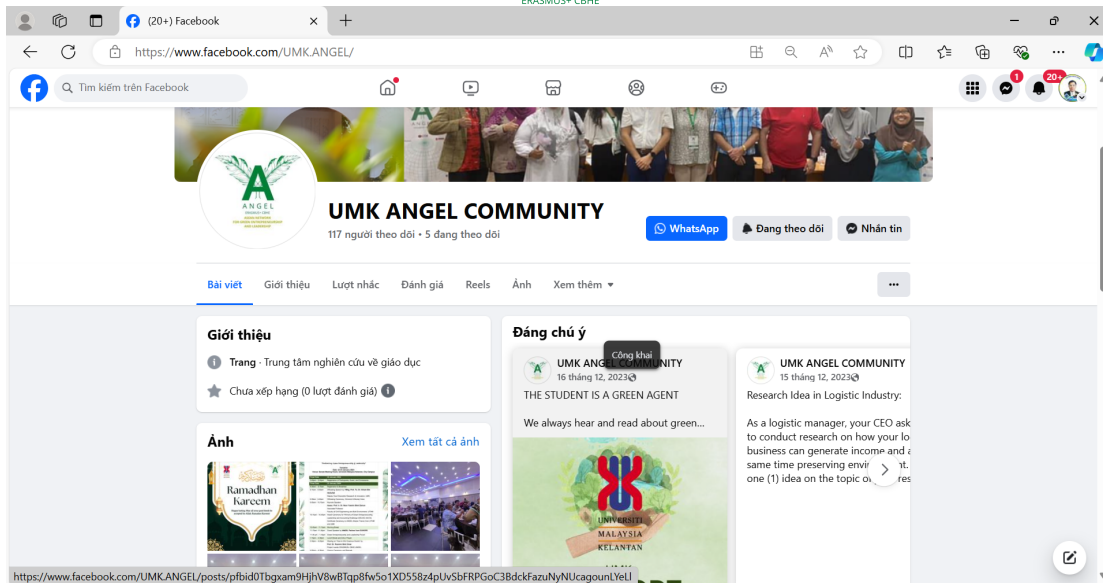 ERASMUS+ CBHE
(20+) Facebook
https://www.facebook.com/UMK.ANGEL/
Tìm kiếm trên Facebook
1
20+
ANGEL
ERASMUS+ CBHE
UMK ANGEL COMMUNITY
117 người theo dõi • 5 đang theo dõi
WhatsApp
Đang theo dõi
Nhắn tin
Bài viết
Giới thiệu
Lượt nhắc
Đánh giá
Reels
Ảnh
Xem thêm
Giới thiệu
Trang · Trung tâm nghiên cứu về giáo dục
Chưa xếp hạng (0 lượt đánh giá)
Ảnh
Xem tất cả ảnh
Ramadhan
Kareem
Đáng chú ý
Công khai
UMK ANGEL COMMUNITY
16 tháng 12, 2023
THE STUDENT IS A GREEN AGENT
We always hear and read about green...
UNIVERSITI
MALAYSIA
KELANTAN
UMK ANGEL COMMUNITY
15 tháng 12, 2023
Research Idea in Logistic Industry:
As a logistic manager, your CEO ask
to conduct research on how your lo
business can generate income and a
same time preserving
one (1) idea on the topic
https://www.facebook.com/UMK.ANGEL/posts/pfbid0Tbgxam9HjhV8wBTqp8fw5o1XD558z4pUvSbFRPGoC3BdckFazuNyNUcagounLYeLl